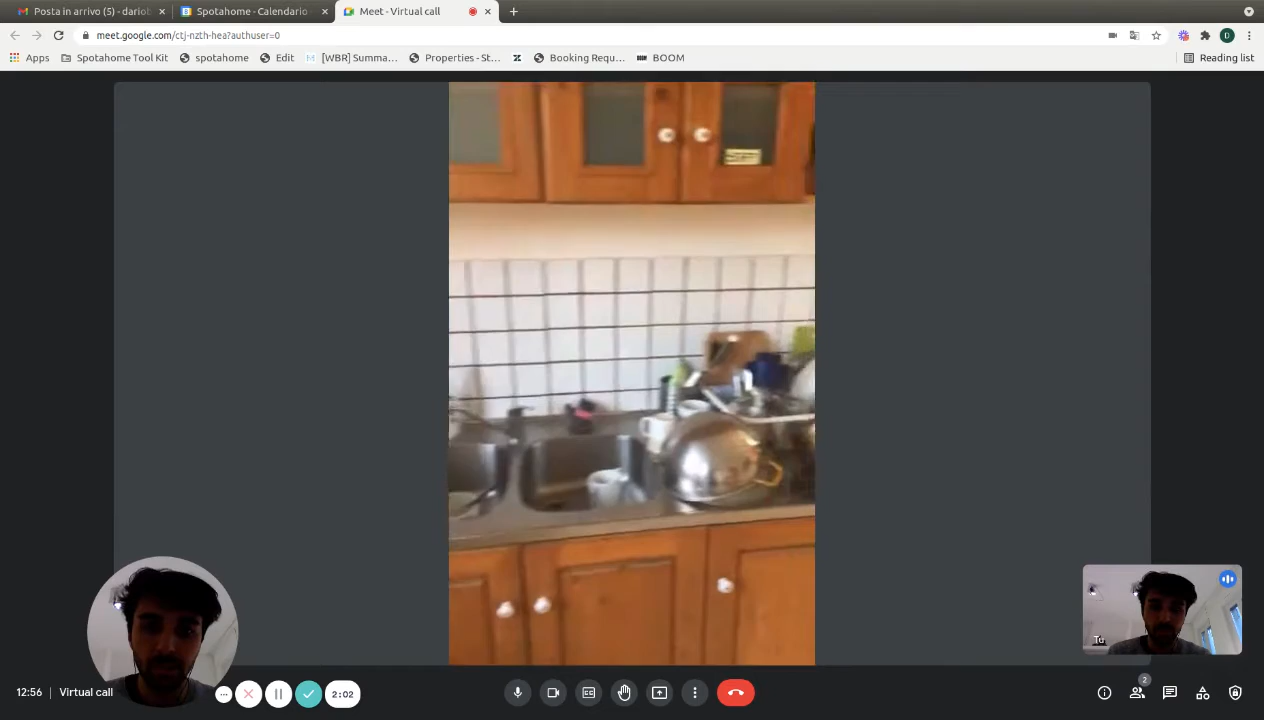 Posta in arrivo (5) - dariob
Spotahome - Calendario
Meet - Virtual call
meet.google.com/ctj-nzth-hea?authuser=0
Apps
Spotahome Tool Kit
spotahome
Edit
[WBR] Summa...
Properties - St...
Booking Requ...
BOOM
Reading list
Tu
12:56
Virtual call
2:02
2